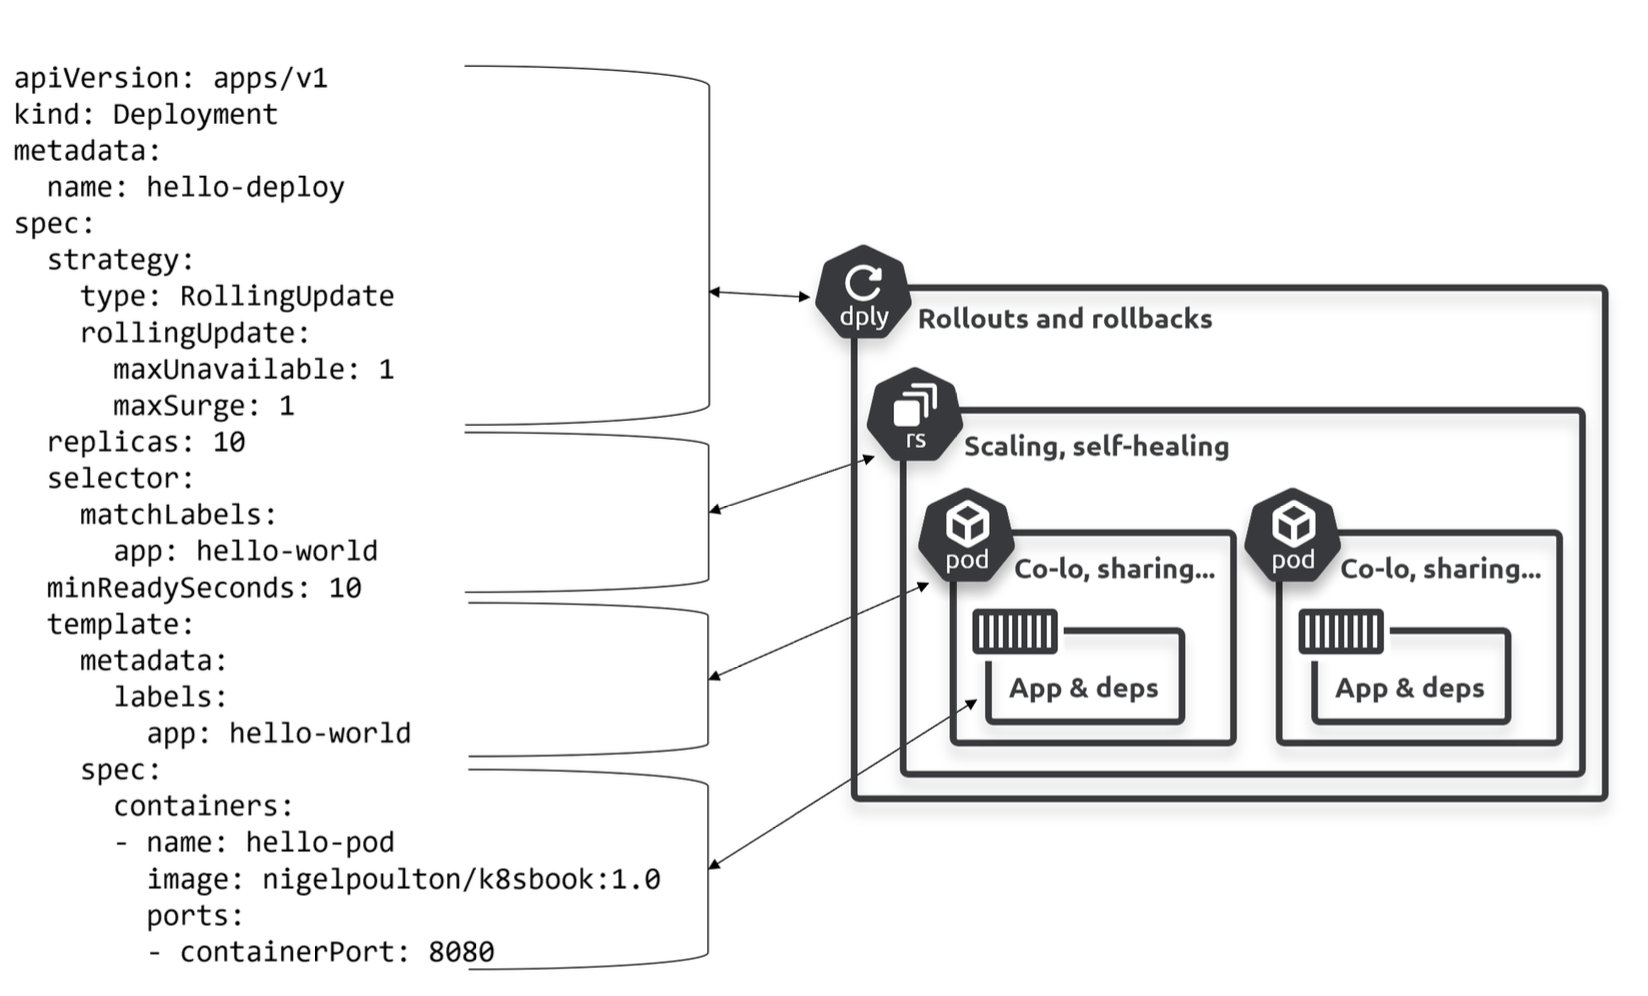 apiVersion: apps/v1
kind: Deployment
metadata:
  name: hello-deploy
spec:
  strategy:
    type: RollingUpdate
    rollingUpdate:
      maxUnavailable: 1
      maxSurge: 1
  replicas: 10
  selector:
    matchLabels:
      app: hello-world
  minReadySeconds: 10
  template:
    metadata:
      labels:
        app: hello-world
    spec:
      containers:
      - name: hello-pod
        image: nigelpoulton/k8sbook:1.0
        ports:
        - containerPort: 8080
dply
Rollouts and rollbacks
rs
Scaling, self-healing
pod
Co-lo, sharing...
App & deps
pod
Co-lo, sharing...
App & deps